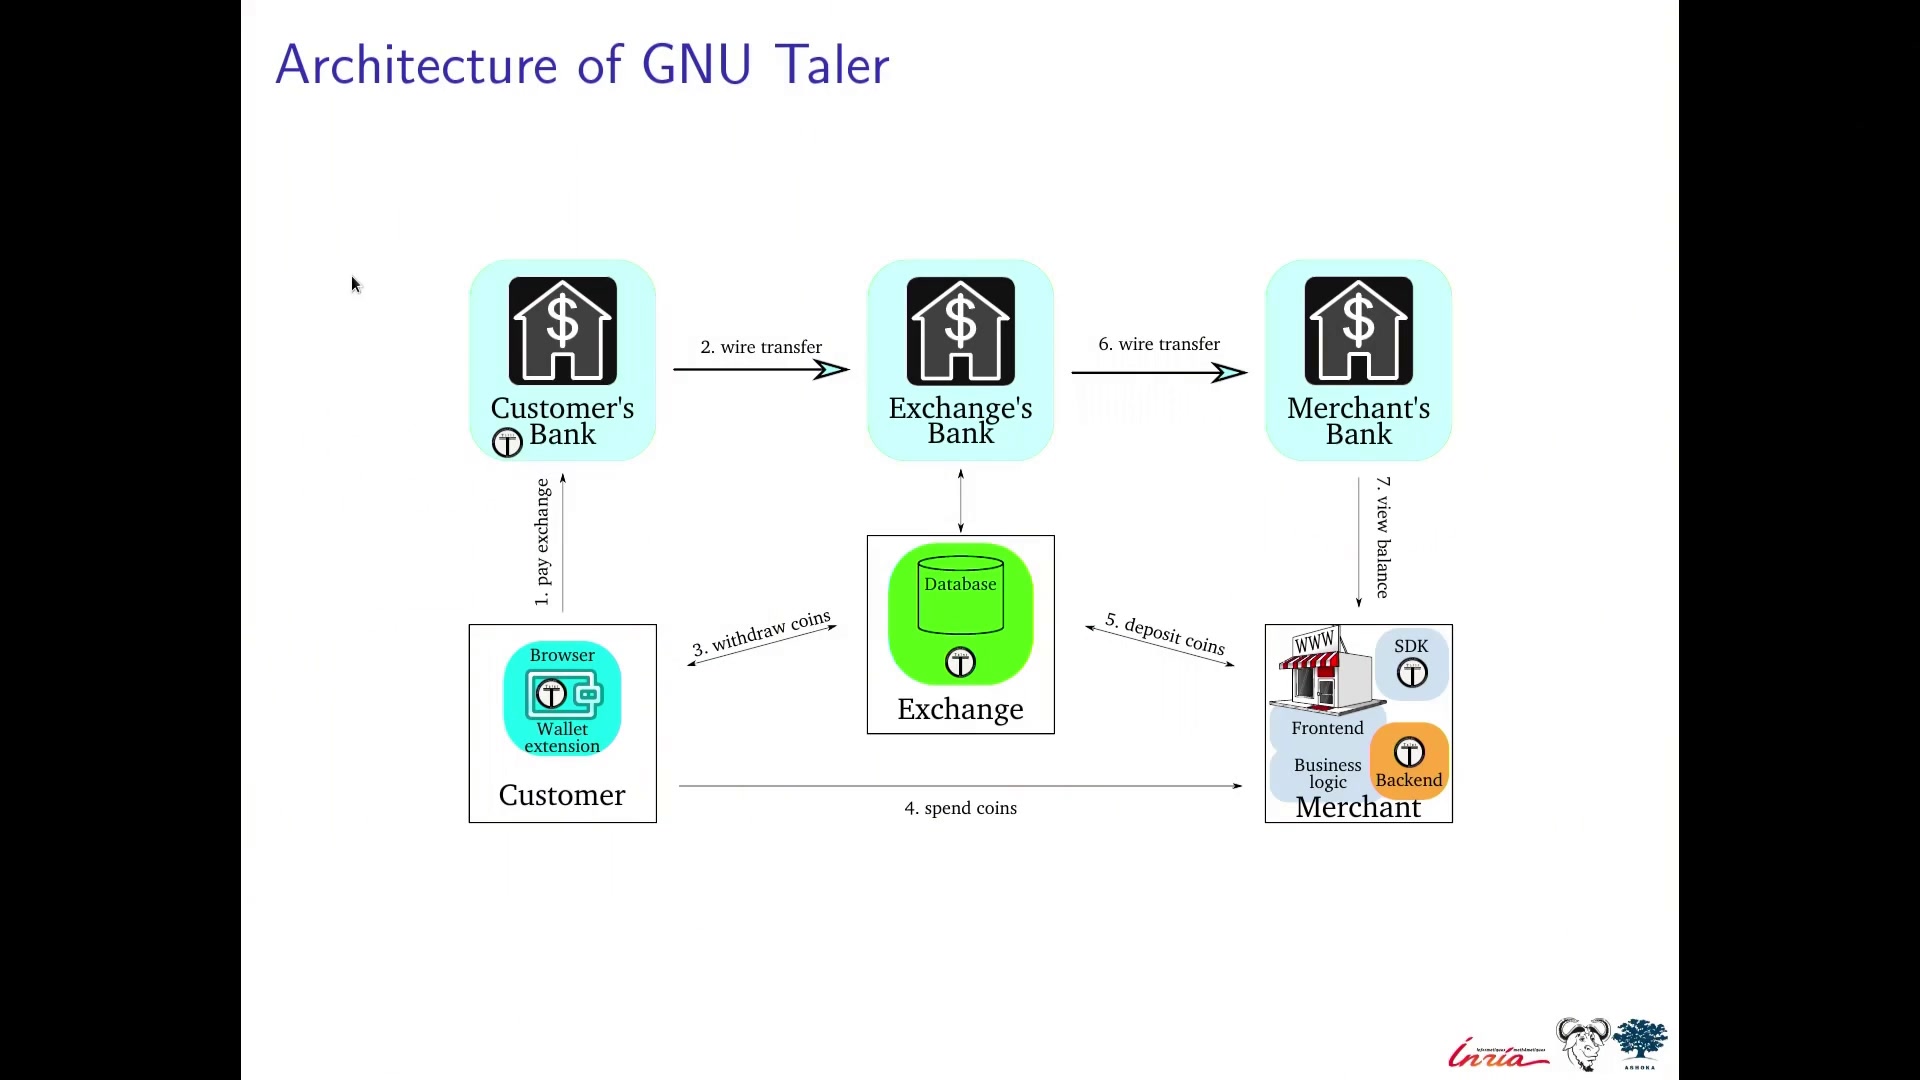 Architecture of GNU Taler
2. wire transfer
6. wire transfer
Customer's
Bank
Exchange's
Bank
Merchant's
Bank
1. pay exchange
7. view balance
Database
3. withdraw coins
5. deposit coins
Exchange
Browser
Wallet
extension
Customer
WWW
SDK
Frontend
Business
logic
Backend
Merchant
4. spend coins
Inria
ASHOKA